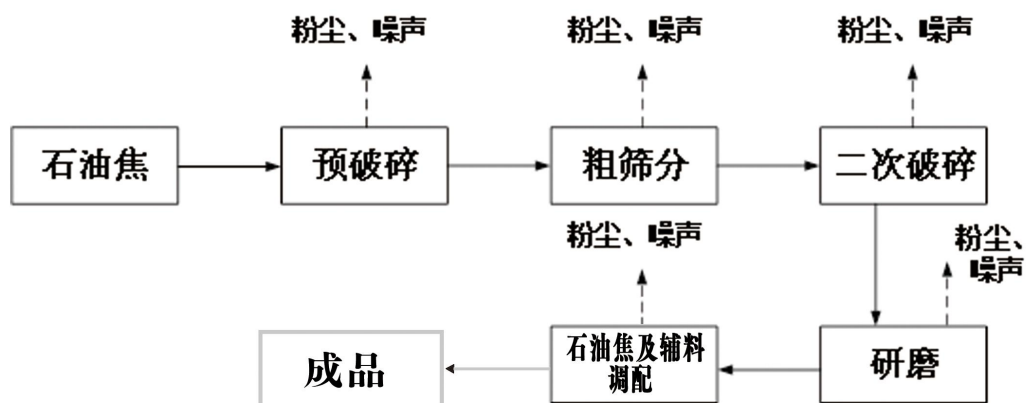 粉尘、噪声
粉尘、噪声
粉尘、噪声
石油焦
预破碎
粗筛分
二次破碎
粉尘、噪声
粉尘、
噪声
成品
石油焦及辅料
调配
研磨